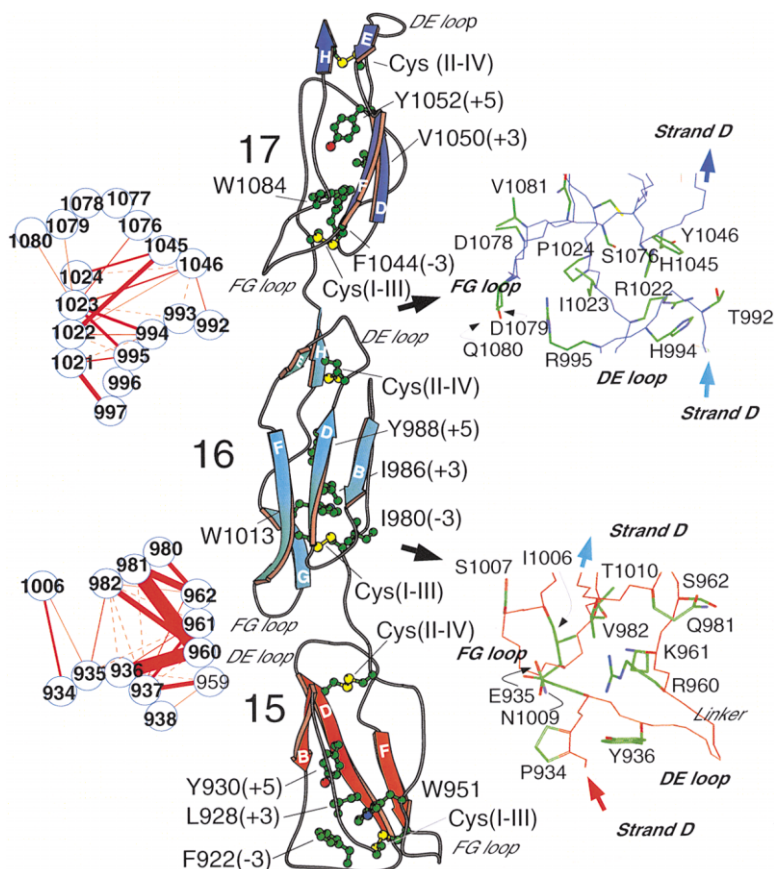 DE loop
H
E
Cys (II-IV)
Y1052(+5)
17
V1050(+3)
W1084
F
D
F1044(-3)
FG loop
Cys(I-III)
1078
1077
1079
1076
1080
1045
1046
1024
1023
993
1022
994
992
1021
995
996
997
Strand D
V1081
D1078
P1024
S1076
Y1046
H1045
FG loop
R1022
I1023
T992
D1079
Q1080
R995
H994
DE loop
Strand D
DE loop
H
Cys(II-IV)
Y988(+5)
D
F
B
16
I986(+3)
W1013
I980(-3)
G
Cys(I-III)
FG loop
980
981
1006
982
962
961
960
935
936
934
937
959
938
DE loop
Strand D
I1006
S1007
T1010
S962
Q981
V982
FG loop
K961
R960
E935
N1009
Linker
Y936
P934
DE loop
Strand D
Cys(II-IV)
15
D
B
F
Y930(+5)
W951
L928(+3)
Cys(I-III)
F922(-3)
FG loop